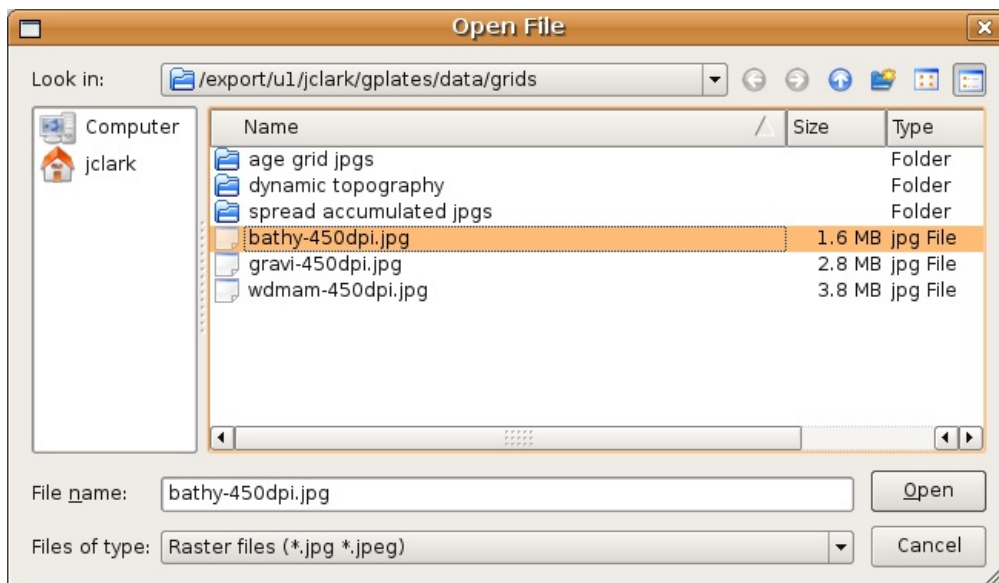 Open File
Look in: /export/u1/jclark/gplates/data/grids
Computer
jclark
Name Size Type
age grid jpgs Folder
dynamic topography Folder
spread accumulated jpgs Folder
bathy-450dpi.jpg 1.6 MB jpg File
gravi-450dpi.jpg 2.8 MB jpg File
wdmam-450dpi.jpg 3.8 MB jpg File
File name: bathy-450dpi.jpg Open
Files of type: Raster files (*.jpg *.jpeg) Cancel